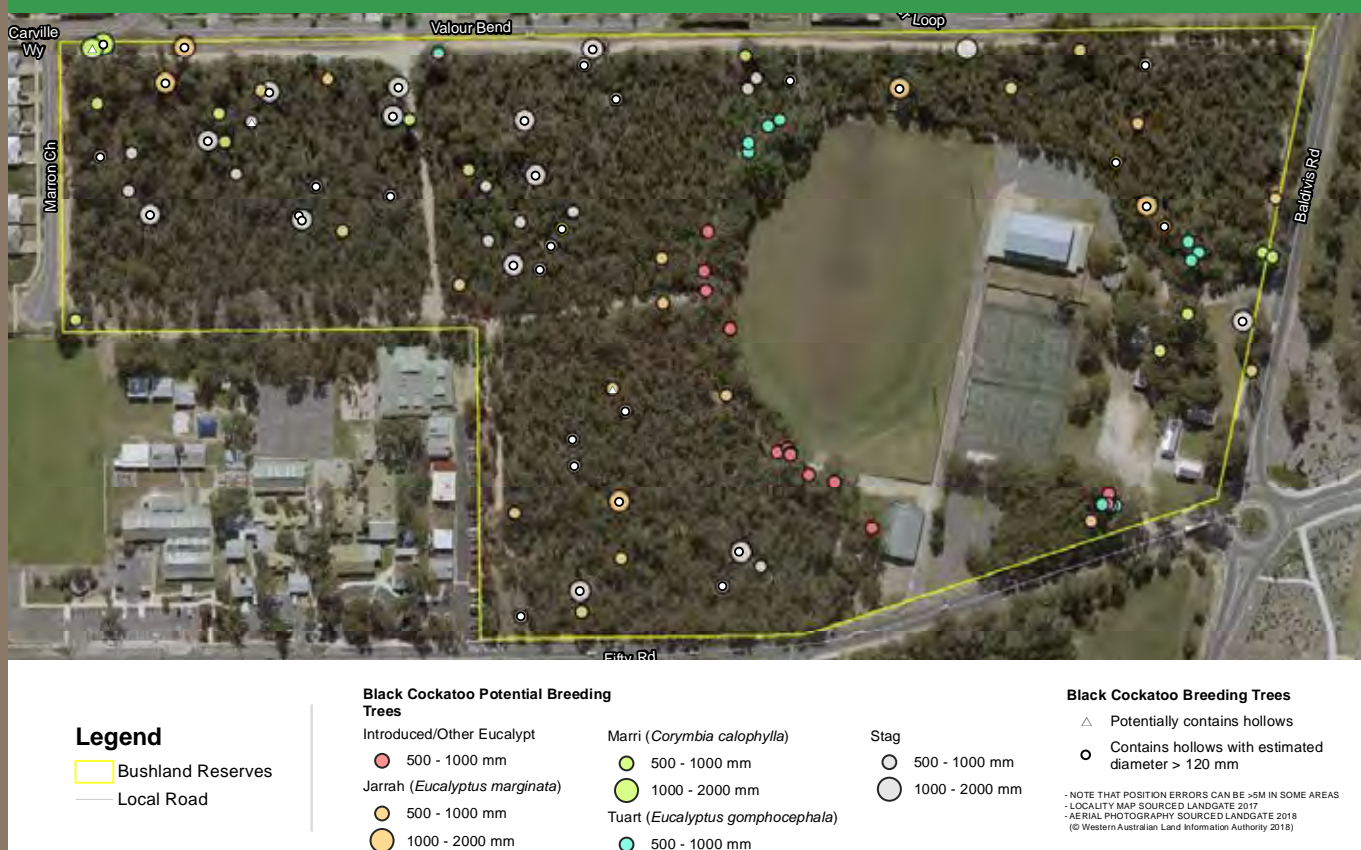 Carville
Wy
Valour Bend
Loop
Marron Ch
Baldivis Rd
Fifty Rd
Legend
Bushland Reserves
Local Road
Black Cockatoo Potential Breeding
Trees
Introduced/Other Eucalypt
500 - 1000 mm
Jarrah (Eucalyptus marginata)
500 - 1000 mm
1000 - 2000 mm
Marri (Corymbia calophylla)
500 - 1000 mm
1000 - 2000 mm
Tuart (Eucalyptus gomphocephala)
500 - 1000 mm
Stag
500 - 1000 mm
1000 - 2000 mm
Black Cockatoo Breeding Trees
Potentially contains hollows
Contains hollows with estimated
diameter > 120 mm
- NOTE THAT POSITION ERRORS CAN BE >5M IN SOME AREAS
- LOCALITY MAP SOURCED LANDGATE 2017
- AERIAL PHOTOGRAPHY SOURCED LANDGATE 2018
(© Western Australian Land Information Authority 2018)